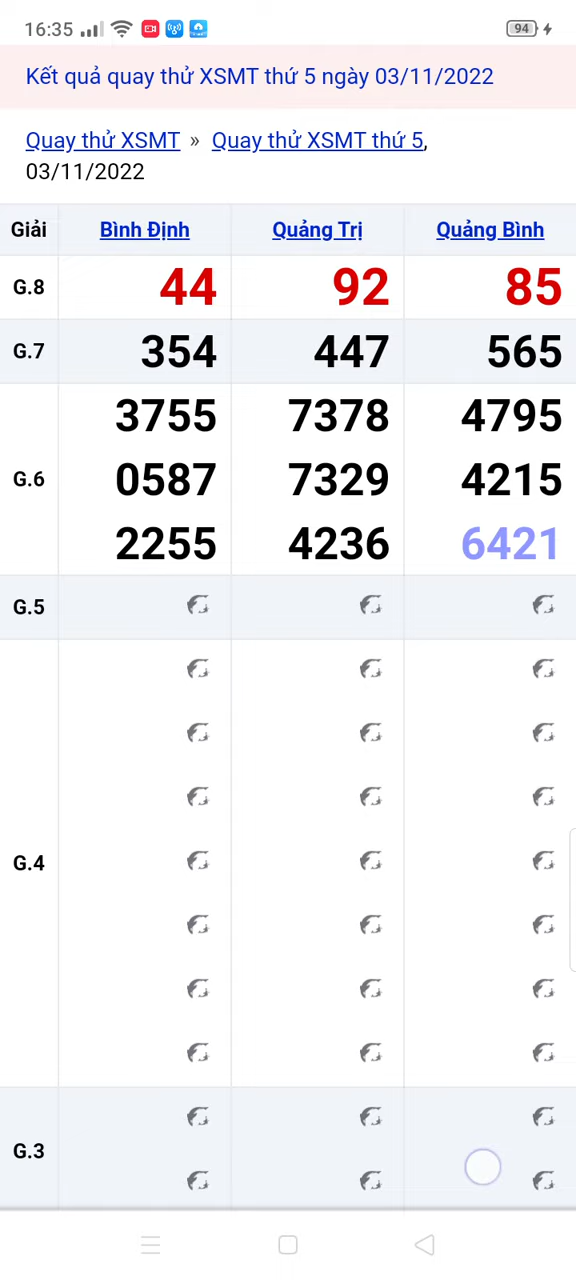 16:35
94
Kết quả quay thử XSMT thứ 5 ngày 03/11/2022
Quay thử XSMT » Quay thử XSMT thứ 5,
03/11/2022
Giải Bình Định Quảng Trị Quảng Bình
G.8 44 92 85
G.7 354 447 565
3755 7378 4795
G.6 0587 7329 4215
2255 4236 6421
G.5
G.4
G.3